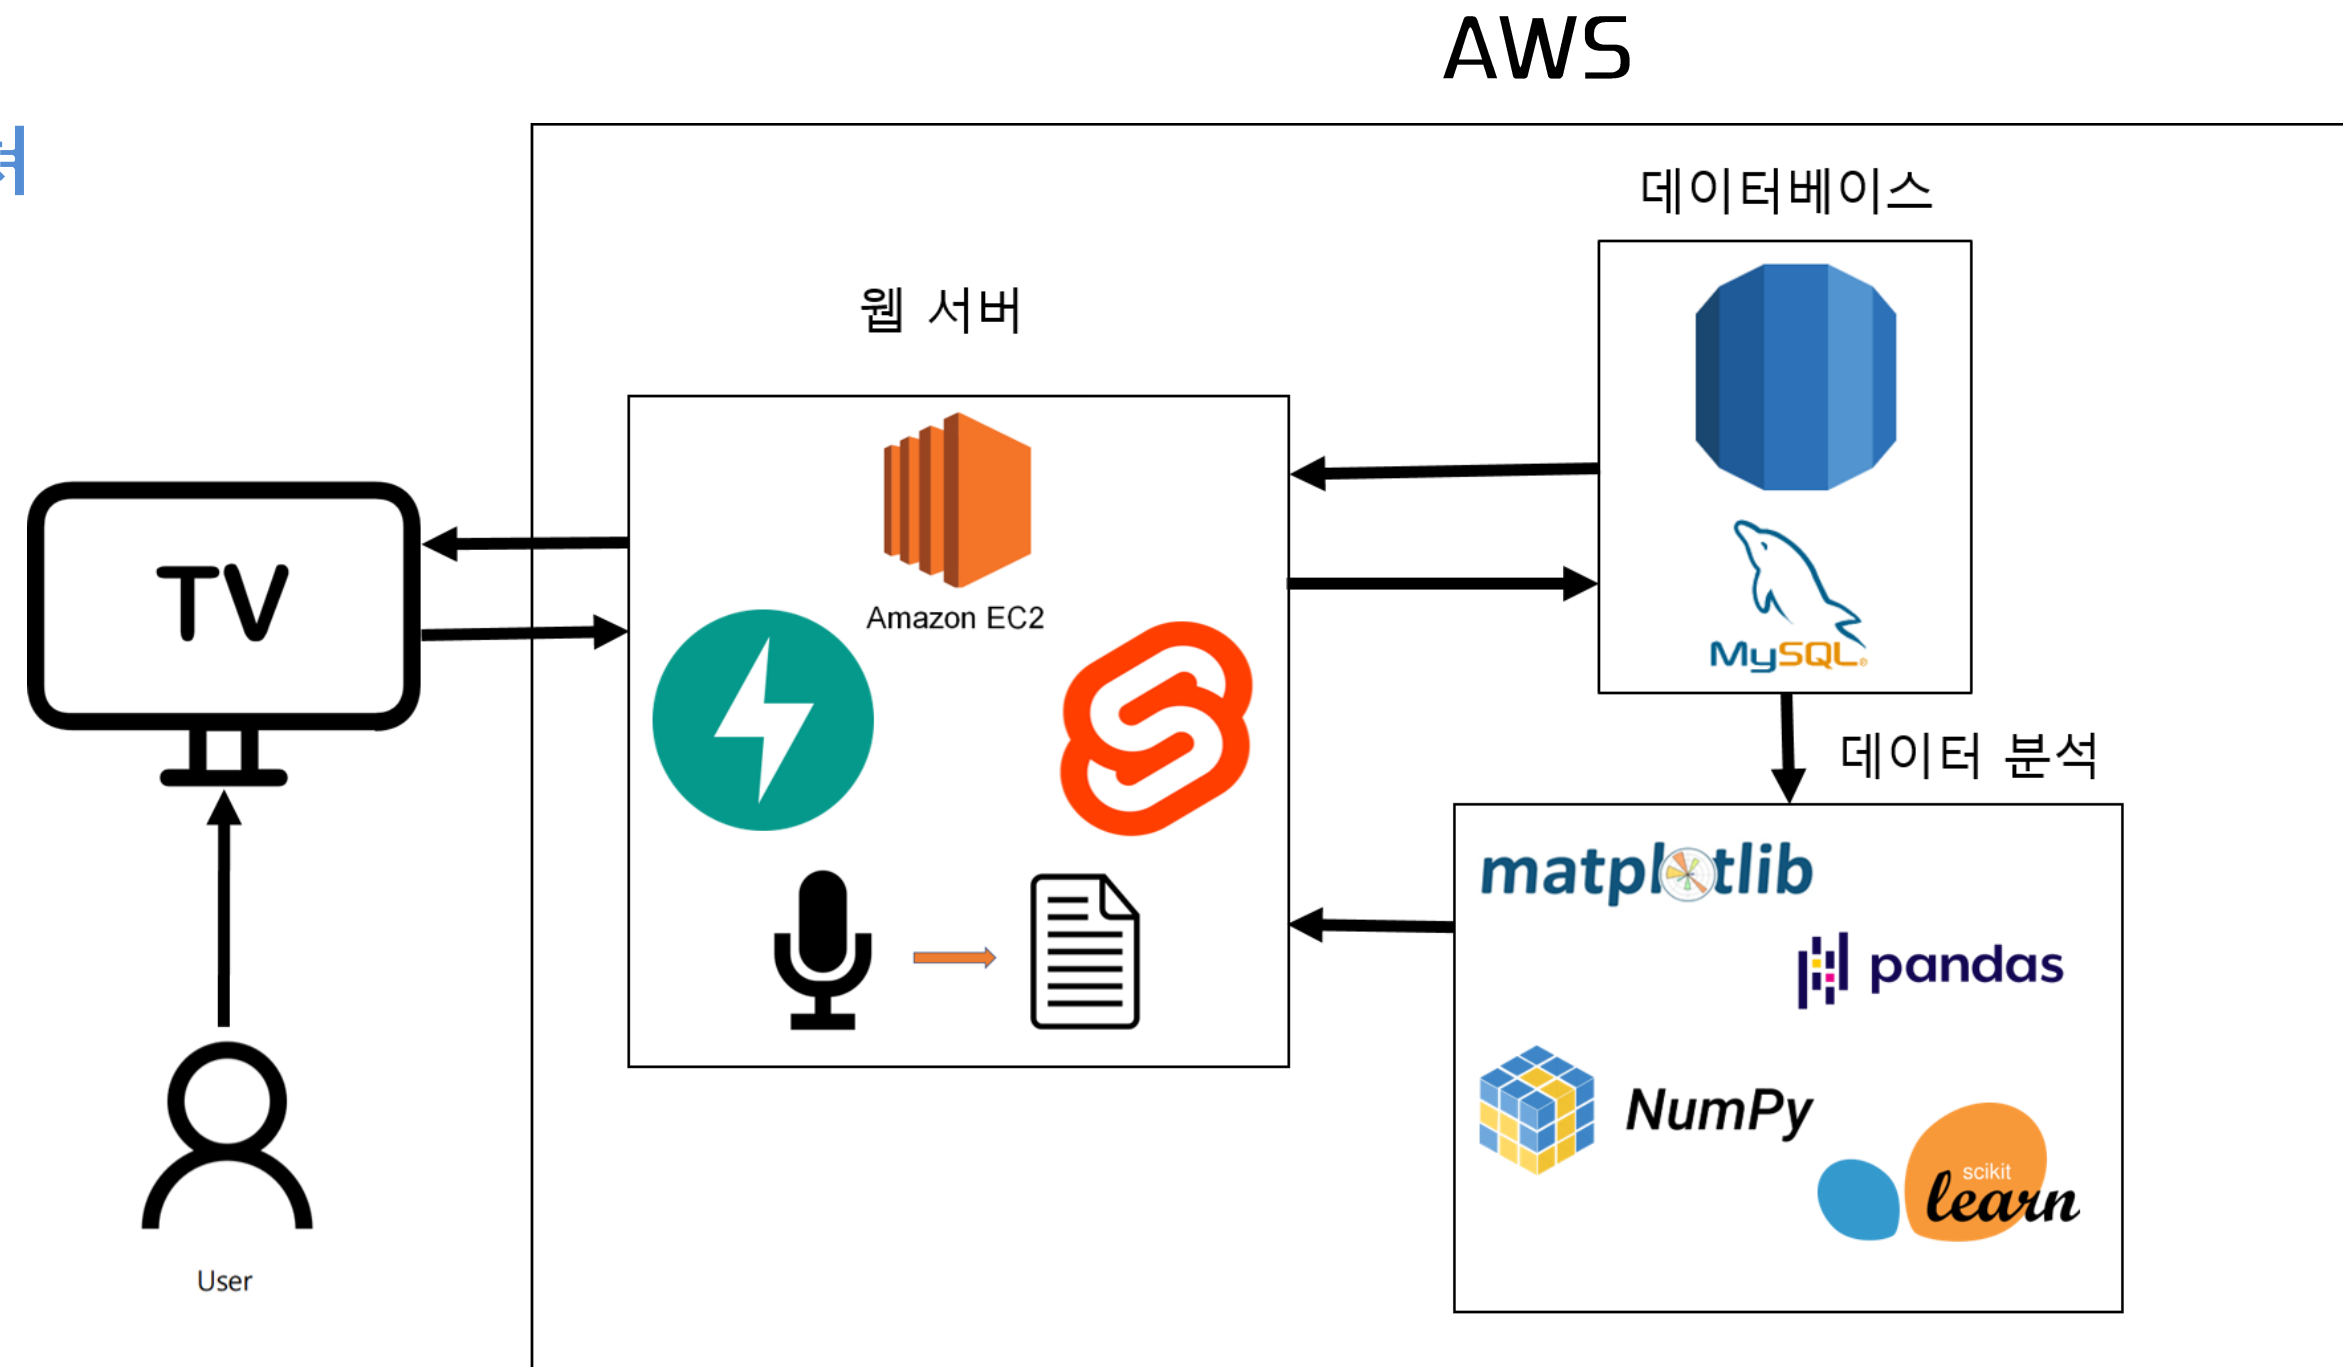 AWS
데이터베이스
웹 서버
TV
Amazon EC2
MySQL®
데이터 분석
matplotlib
pandas
NumPy
scikit
learn
User